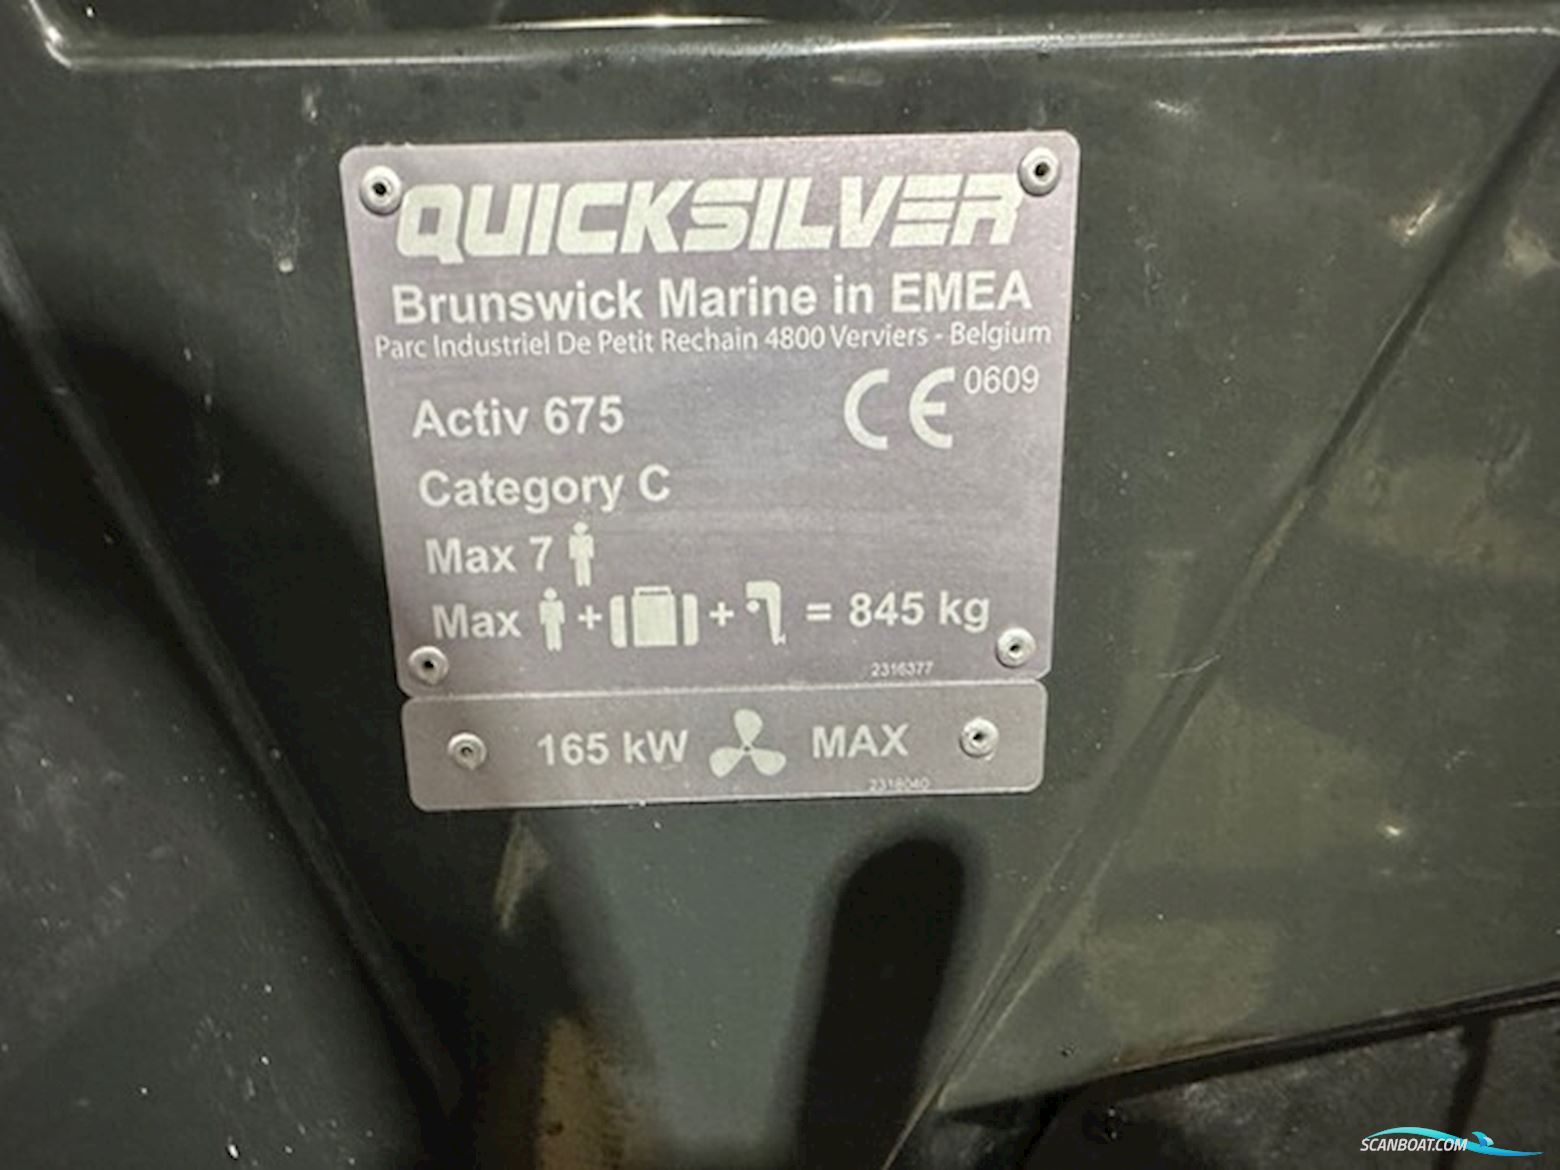 QUICKSILVER
Brunswick Marine in EMEA
Parc Industriel De Petit Rechain 4800 Verviers - Belgium
Activ 675
CE 0609
Category C
Max 7
Max + + = 845 kg
2316377
165 kW MAX
2316040
SCANBOAT.COM